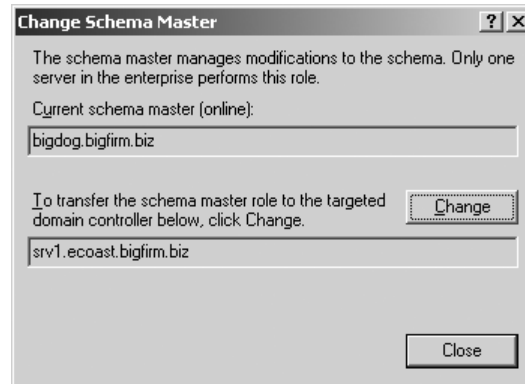 Change Schema Master
The schema master manages modifications to the schema. Only one
server in the enterprise performs this role.
Current schema master (online):
bigdog.bigfirm.biz
To transfer the schema master role to the targeted
domain controller below, click Change.
Change
srv1.ecoast.bigfirm.biz
Close